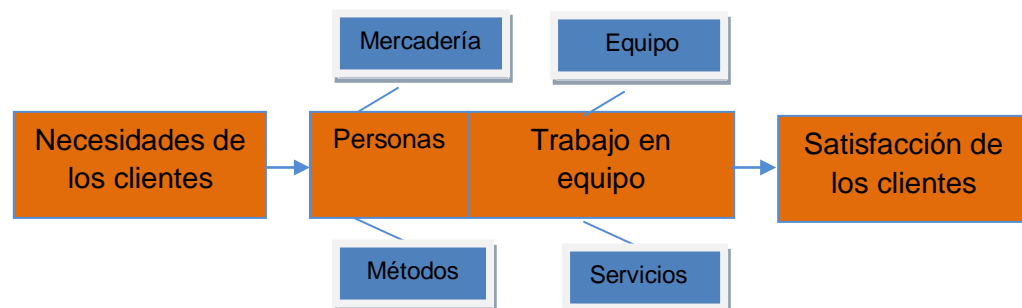 Mercadería
Equipo
Necesidades de
los clientes
Personas
Trabajo en
equipo
Satisfacción de
los clientes
Métodos
Servicios